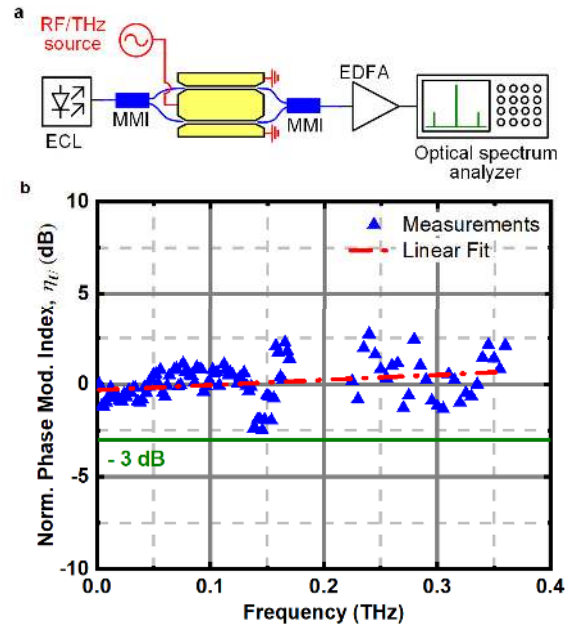 a
RF/THz
source
EDFA
MMI
MMI
ECL
Optical spectrum
analyzer
b
10
5
0
-5
-10
Norm. Phase Mod. Index, ηU (dB)
Measurements
Linear Fit
- 3 dB
0.0
0.1
0.2
0.3
0.4
Frequency (THz)